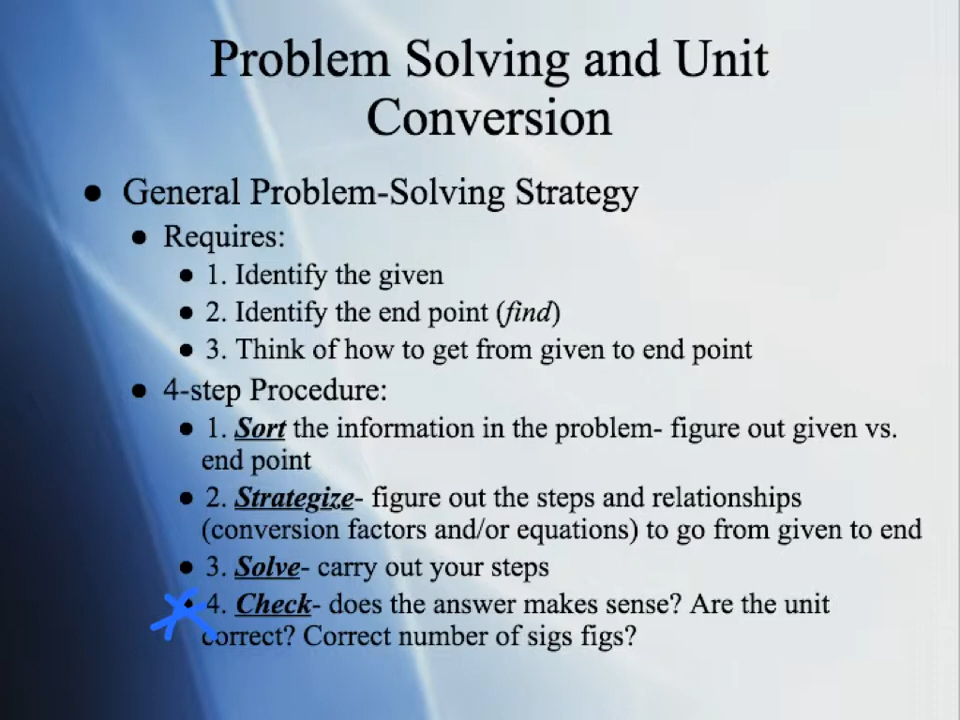 Problem Solving and Unit
Conversion
• General Problem-Solving Strategy
• Requires:
• 1. Identify the given
• 2. Identify the end point (find)
• 3. Think of how to get from given to end point
• 4-step Procedure:
• 1. Sort the information in the problem- figure out given vs.
end point
• 2. Strategize- figure out the steps and relationships
(conversion factors and/or equations) to go from given to end
• 3. Solve- carry out your steps
• 4. Check- does the answer makes sense? Are the unit
correct? Correct number of sigs figs?